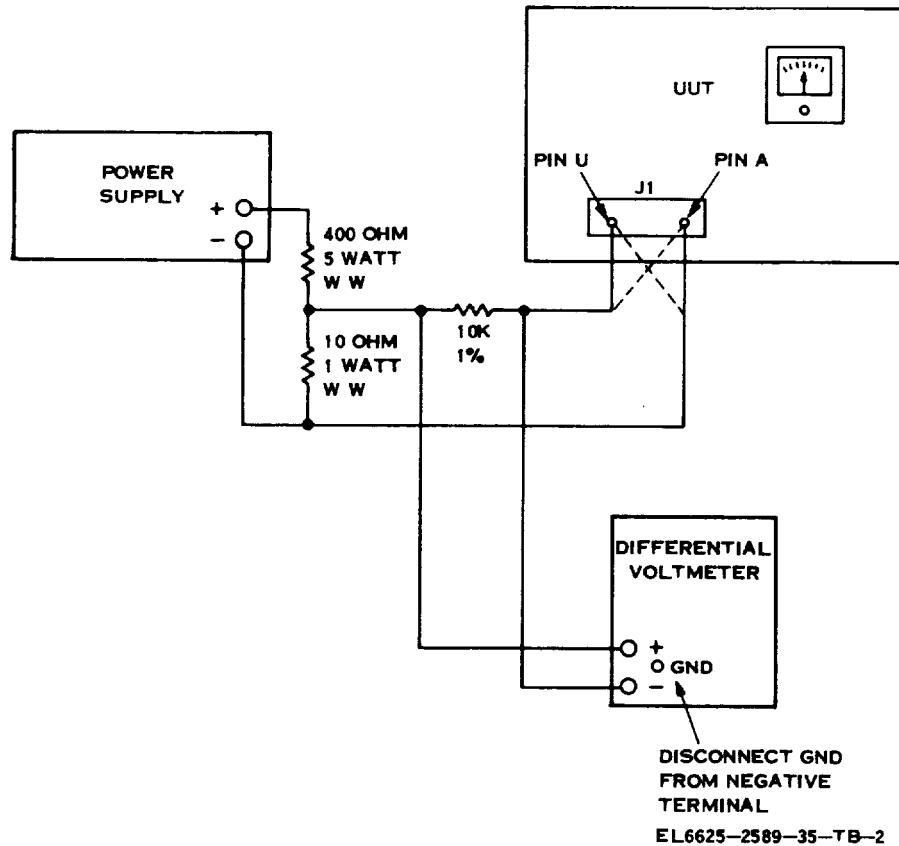 UUT
PIN U
PIN A
J1
POWER
SUPPLY
+
−
400 OHM
5 WATT
W W
10 OHM
1 WATT
W W
10K
1%
DIFFERENTIAL
VOLTMETER
+
GND
−
DISCONNECT GND
FROM NEGATIVE
TERMINAL
EL6625-2589-35-TB-2